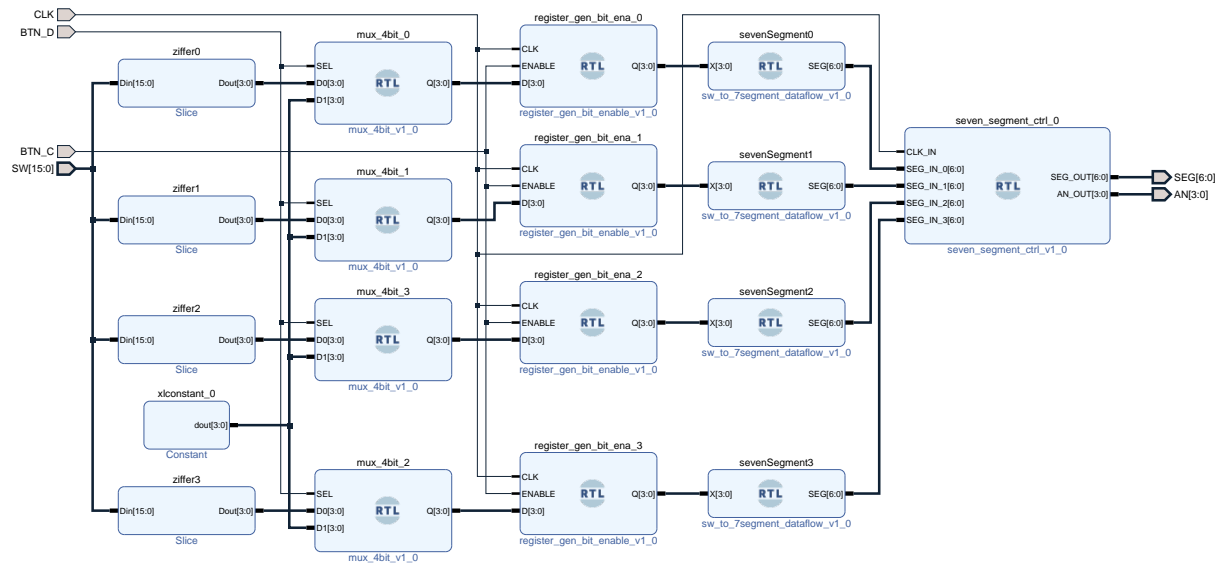 CLK
BTN_D
BTN_C
SW[15:0]
ziffer0
Din[15:0] Dout[3:0]
Slice
ziffer1
Din[15:0] Dout[3:0]
Slice
ziffer2
Din[15:0] Dout[3:0]
Slice
xlconstant_0
dout[3:0]
Constant
ziffer3
Din[15:0] Dout[3:0]
Slice
mux_4bit_0
SEL
D0[3:0] Q[3:0]
D1[3:0]
RTL
mux_4bit_v1_0
mux_4bit_1
SEL
D0[3:0] Q[3:0]
D1[3:0]
RTL
mux_4bit_v1_0
mux_4bit_3
SEL
D0[3:0] Q[3:0]
D1[3:0]
RTL
mux_4bit_v1_0
mux_4bit_2
SEL
D0[3:0] Q[3:0]
D1[3:0]
RTL
mux_4bit_v1_0
register_gen_bit_ena_0
CLK
ENABLE Q[3:0]
D[3:0]
RTL
register_gen_bit_enable_v1_0
register_gen_bit_ena_1
CLK
ENABLE Q[3:0]
D[3:0]
RTL
register_gen_bit_enable_v1_0
register_gen_bit_ena_2
CLK
ENABLE Q[3:0]
D[3:0]
RTL
register_gen_bit_enable_v1_0
register_gen_bit_ena_3
CLK
ENABLE Q[3:0]
D[3:0]
RTL
register_gen_bit_enable_v1_0
sevenSegment0
X[3:0] RTL SEG[6:0]
sw_to_7segment_dataflow_v1_0
sevenSegment1
X[3:0] RTL SEG[6:0]
sw_to_7segment_dataflow_v1_0
sevenSegment2
X[3:0] RTL SEG[6:0]
sw_to_7segment_dataflow_v1_0
sevenSegment3
X[3:0] RTL SEG[6:0]
sw_to_7segment_dataflow_v1_0
seven_segment_ctrl_0
CLK_IN
SEG_IN_0[6:0]
SEG_IN_1[6:0]
SEG_IN_2[6:0]
SEG_IN_3[6:0]
RTL
SEG_OUT[6:0]
AN_OUT[3:0]
seven_segment_ctrl_v1_0
SEG[6:0]
AN[3:0]